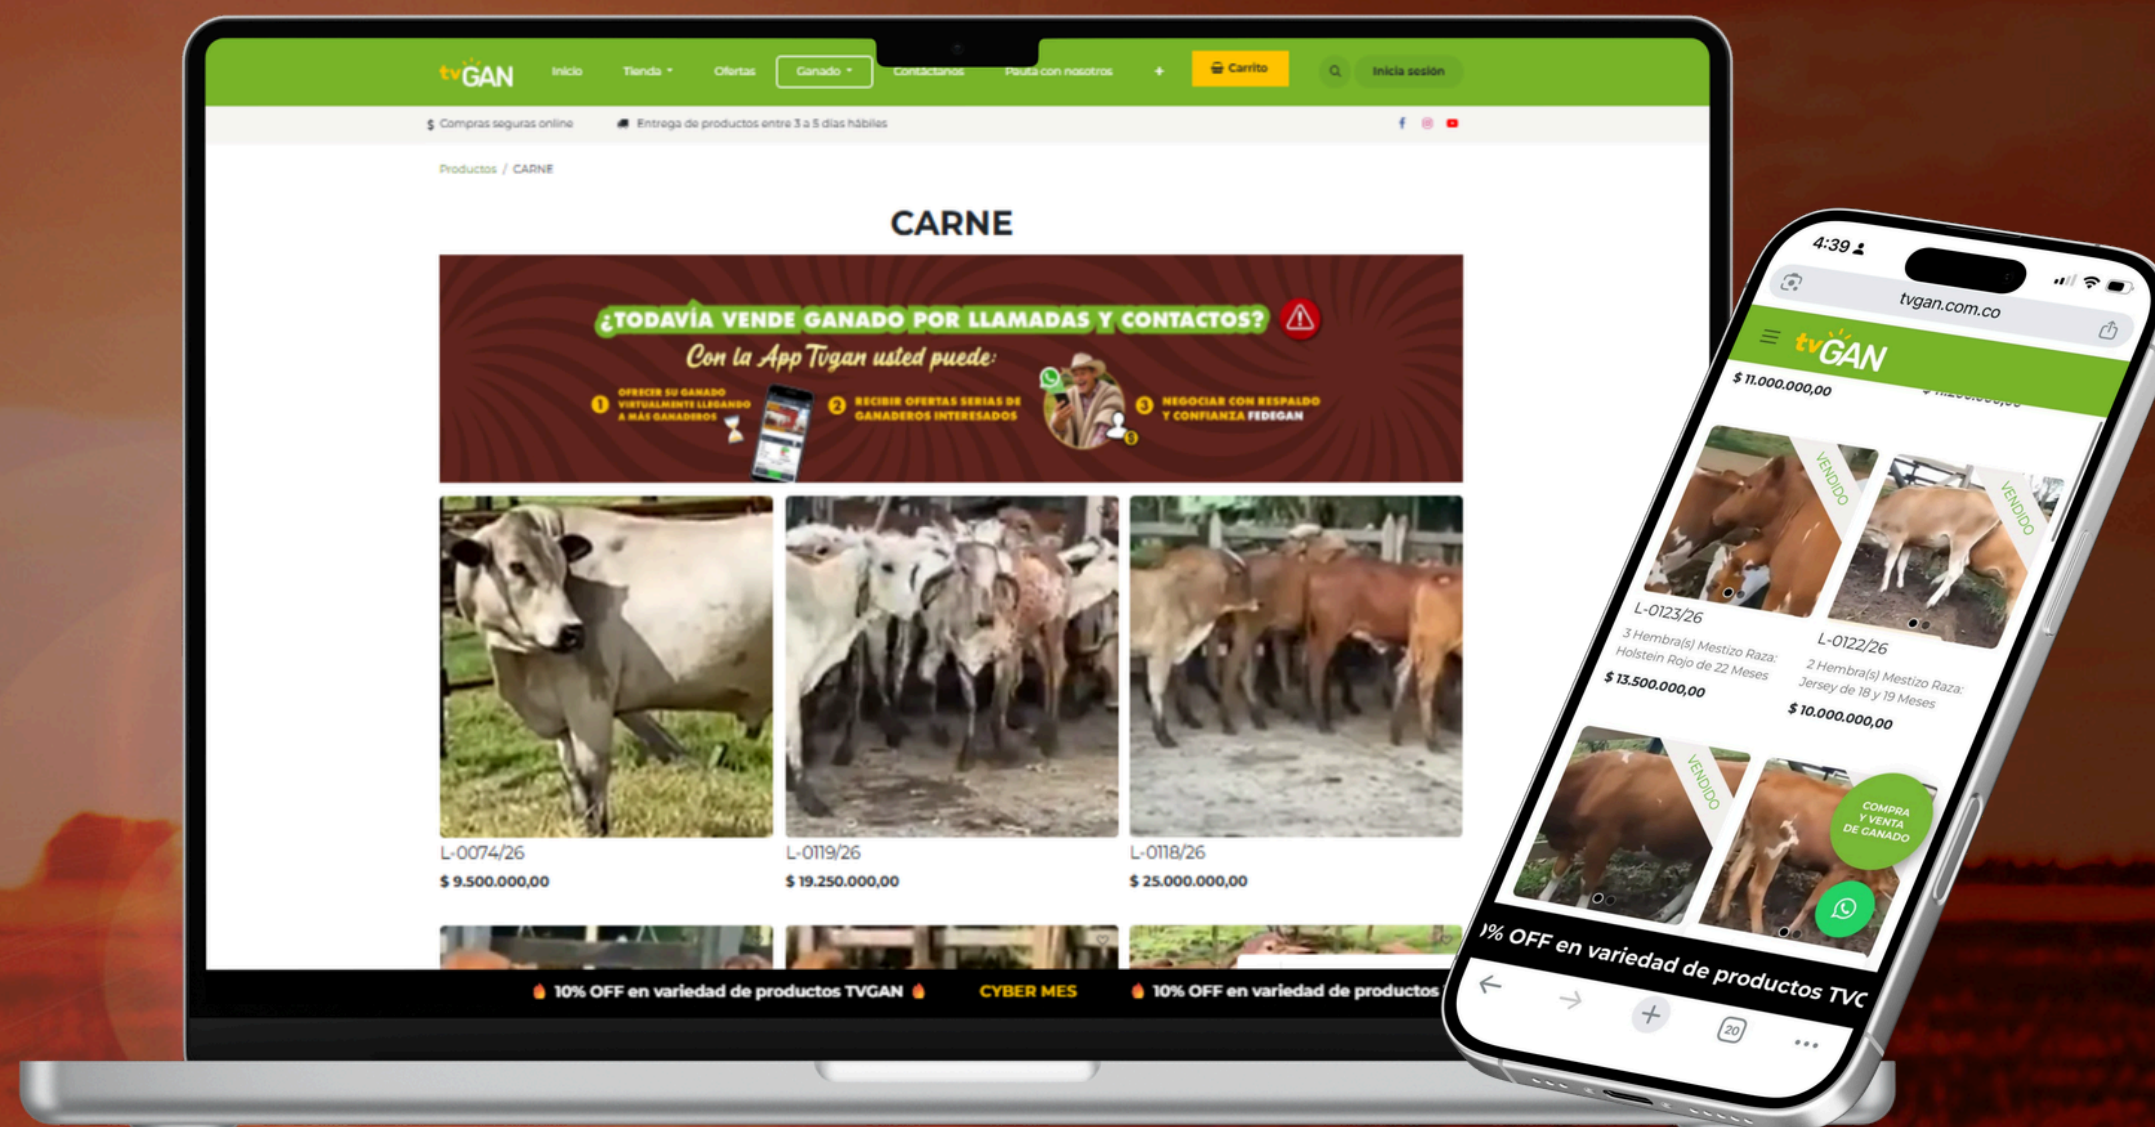 tvGAN
Inicio
Tienda
Ofertas
Ganado
Contáctanos
Pauta con nosotros
+
Carrito
Inicia sesión
$ Compras seguras online
Entrega de productos entre 3 a 5 días hábiles
Productos / CARNE
CARNE
¿TODAVÍA VENDE GANADO POR LLAMADAS Y CONTACTOS?
Con la App Tvgan usted puede:
1 OFRECER SU GANADO
VIRTUALMENTE LLEGANDO
A MÁS GANADEROS
2 RECIBIR OFERTAS SERIAS DE
GANADEROS INTERESADOS
3 NEGOCIAR CON RESPALDO
Y CONFIANZA FEDEGAN
L-0074/26
$ 9.500.000,00
L-0119/26
$ 19.250.000,00
L-0118/26
$ 25.000.000,00
10% OFF en variedad de productos TVGAN
CYBER MES
10% OFF en variedad de productos
4:39
tvgan.com.co
tvGAN
$ 11.000.000,00
VENDIDO
VENDIDO
L-0123/26
3 Hembra(s) Mestizo Raza:
Holstein Rojo de 22 Meses
$ 13.500.000,00
L-0122/26
2 Hembra(s) Mestizo Raza:
Jersey de 18 y 19 Meses
$ 10.000.000,00
VENDIDO
COMPRA
Y VENTA
DE GANADO
% OFF en variedad de productos
20